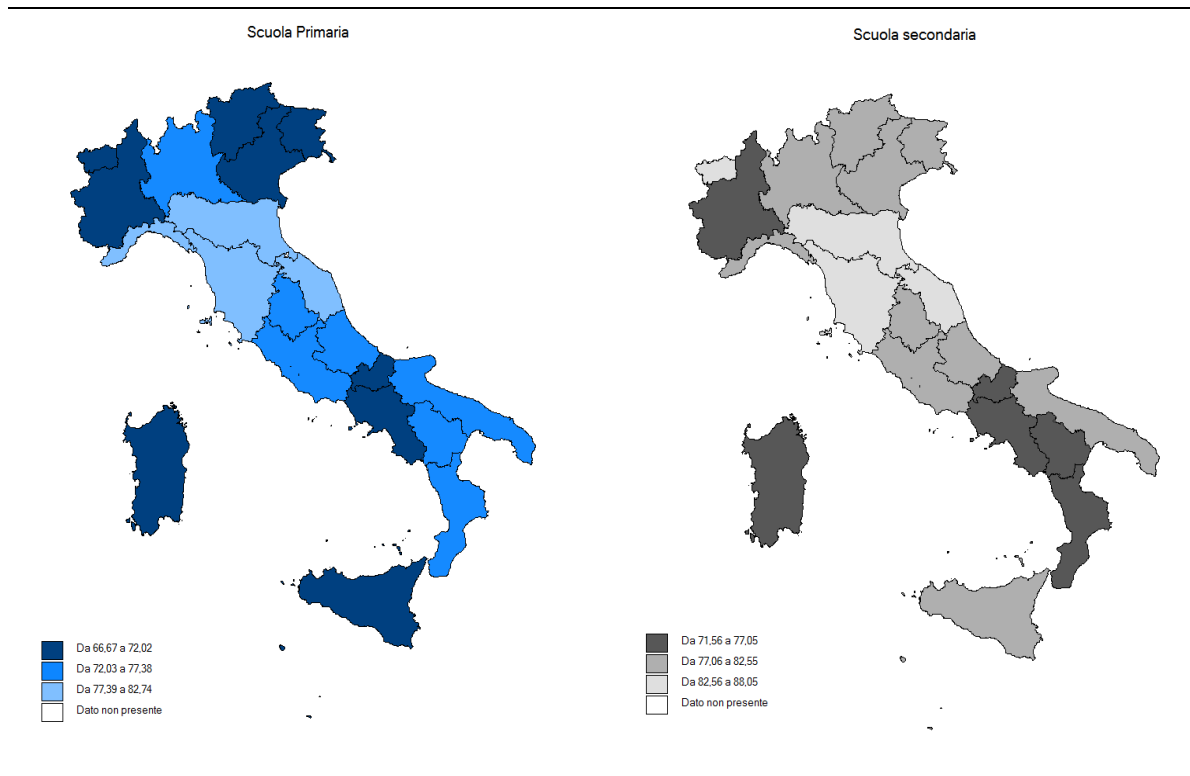 Scuola Primaria
Da 66,67 a 72,02
Da 72,03 a 77,38
Da 77,39 a 82,74
Dato non presente
Scuola secondaria
Da 71,56 a 77,05
Da 77,06 a 82,55
Da 82,56 a 88,05
Dato non presente